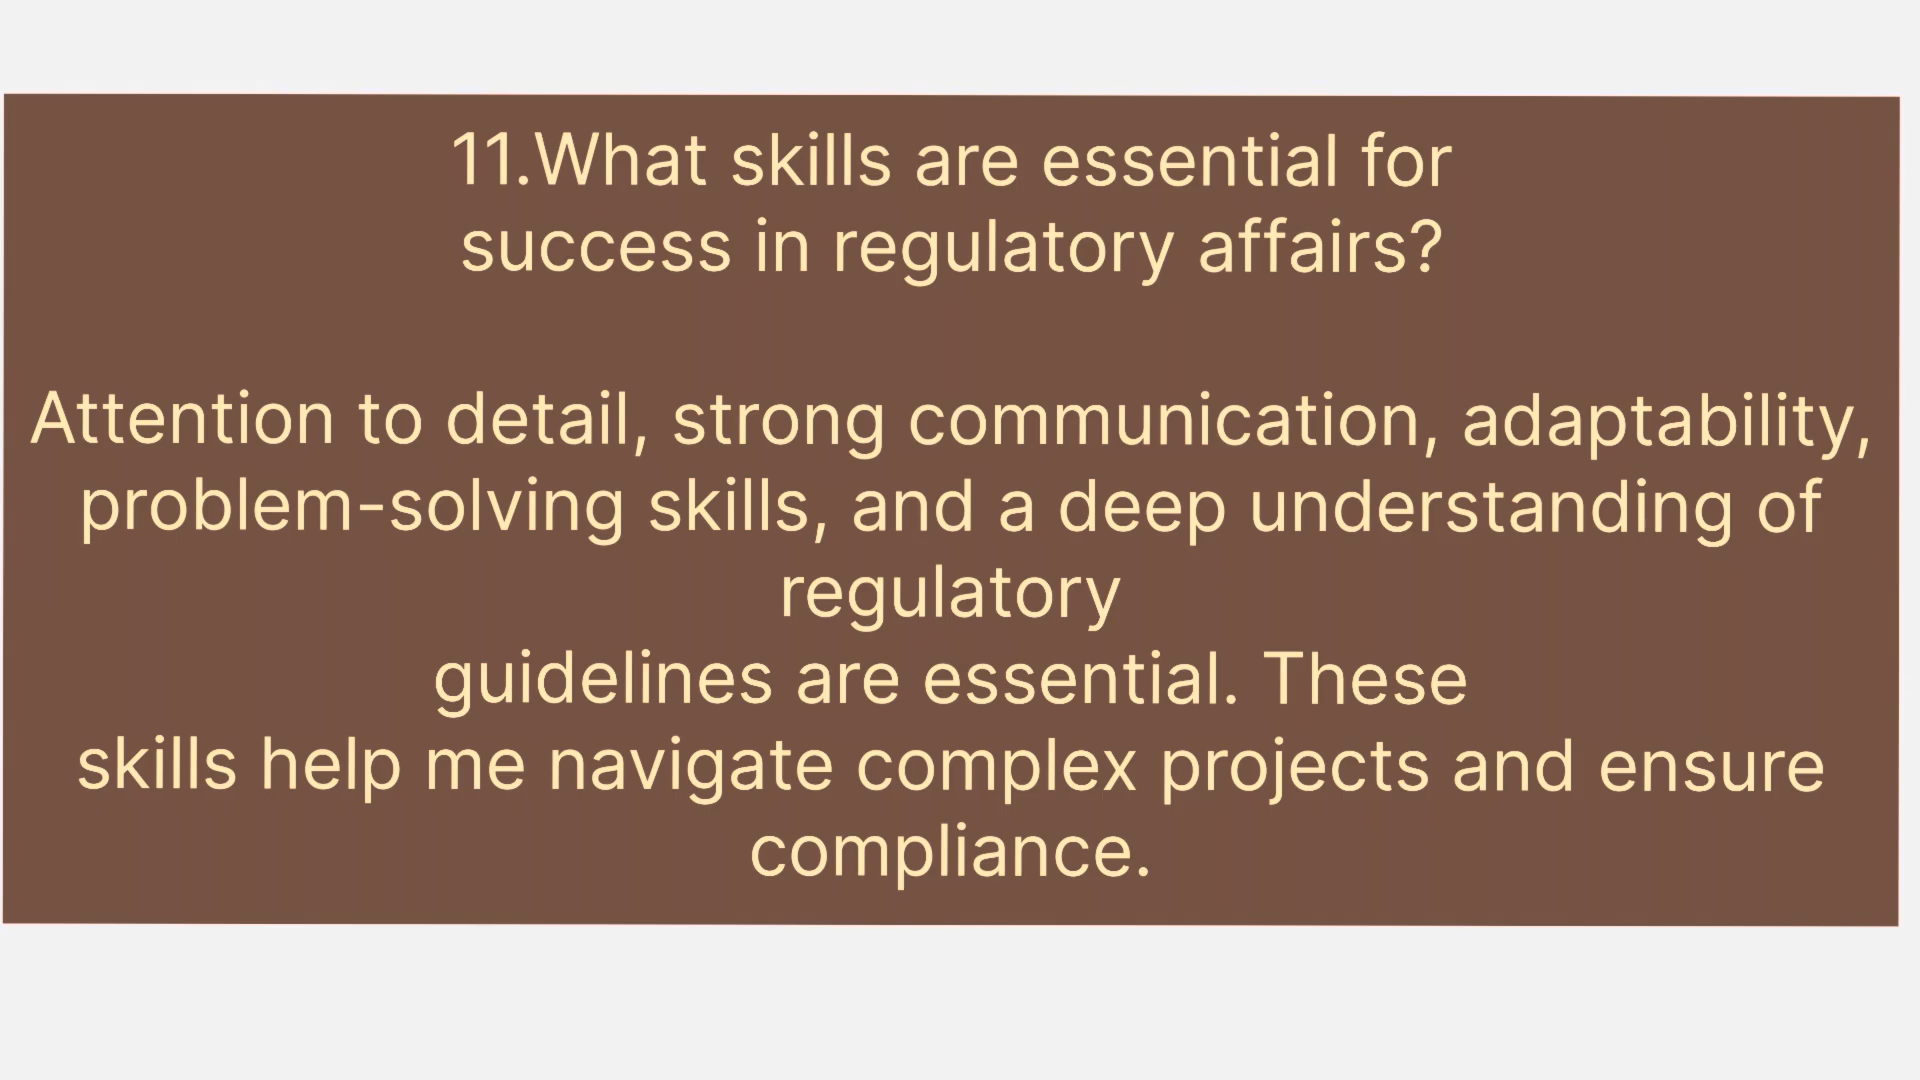 11.What skills are essential for
success in regulatory affairs?
Attention to detail, strong communication, adaptability,
problem-solving skills, and a deep understanding of
regulatory
guidelines are essential. These
skills help me navigate complex projects and ensure
compliance.